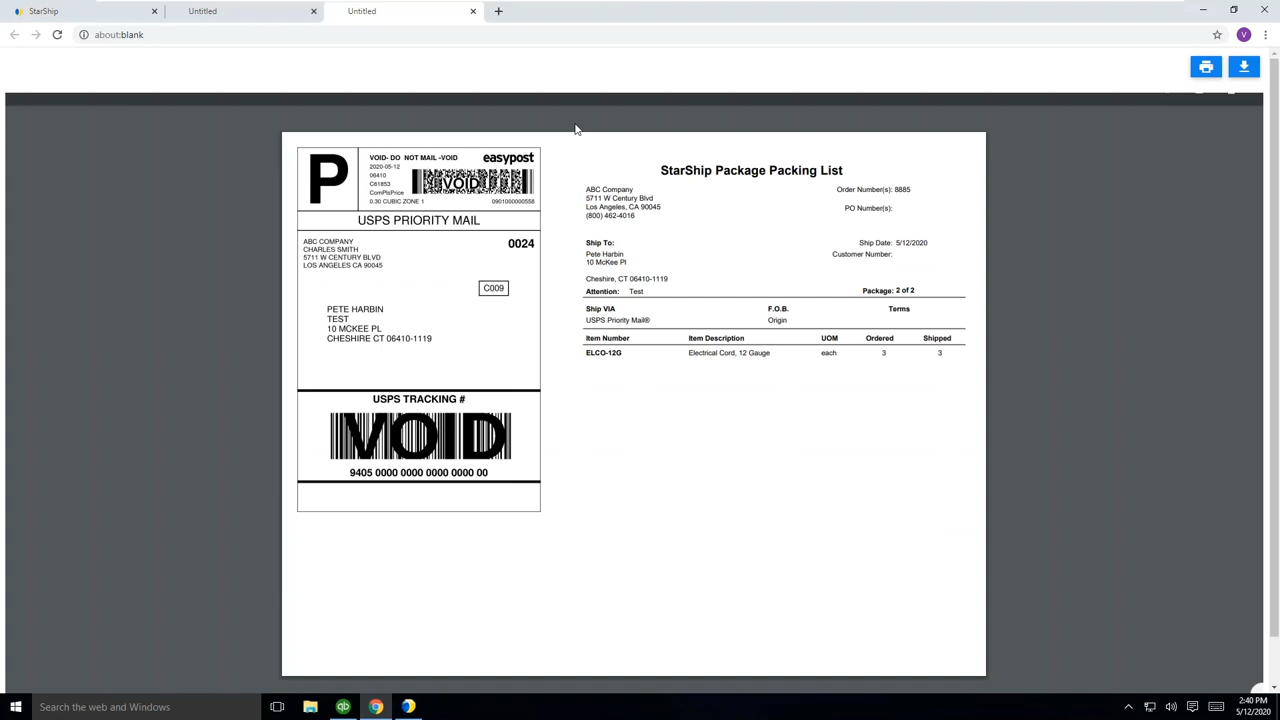 StarShip
Untitled
Untitled
about:blank
V
P
VOID- DO NOT MAIL -VOID
easypost
2020-05-12
06410
C61853
ComPlsPrice
VOID
0.30 CUBIC ZONE 1
0901000000558
USPS PRIORITY MAIL
ABC COMPANY
CHARLES SMITH
5711 W CENTURY BLVD
LOS ANGELES CA 90045
0024
C009
PETE HARBIN
TEST
10 MCKEE PL
CHESHIRE CT 06410-1119
USPS TRACKING #
VOID
9405 0000 0000 0000 0000 00
StarShip Package Packing List
ABC Company
5711 W Century Blvd
Los Angeles, CA 90045
(800) 462-4016
Order Number(s): 8885
PO Number(s):
Ship To:
Pete Harbin
10 McKee Pl
Cheshire, CT 06410-1119
Attention: Test
Ship Date: 5/12/2020
Customer Number:
Package: 2 of 2
Ship VIA F.O.B. Terms
USPS Priority Mail® Origin
Item Number Item Description UOM Ordered Shipped
ELCO-12G Electrical Cord, 12 Gauge each 3 3
Search the web and Windows
qb
2:40 PM
5/12/2020